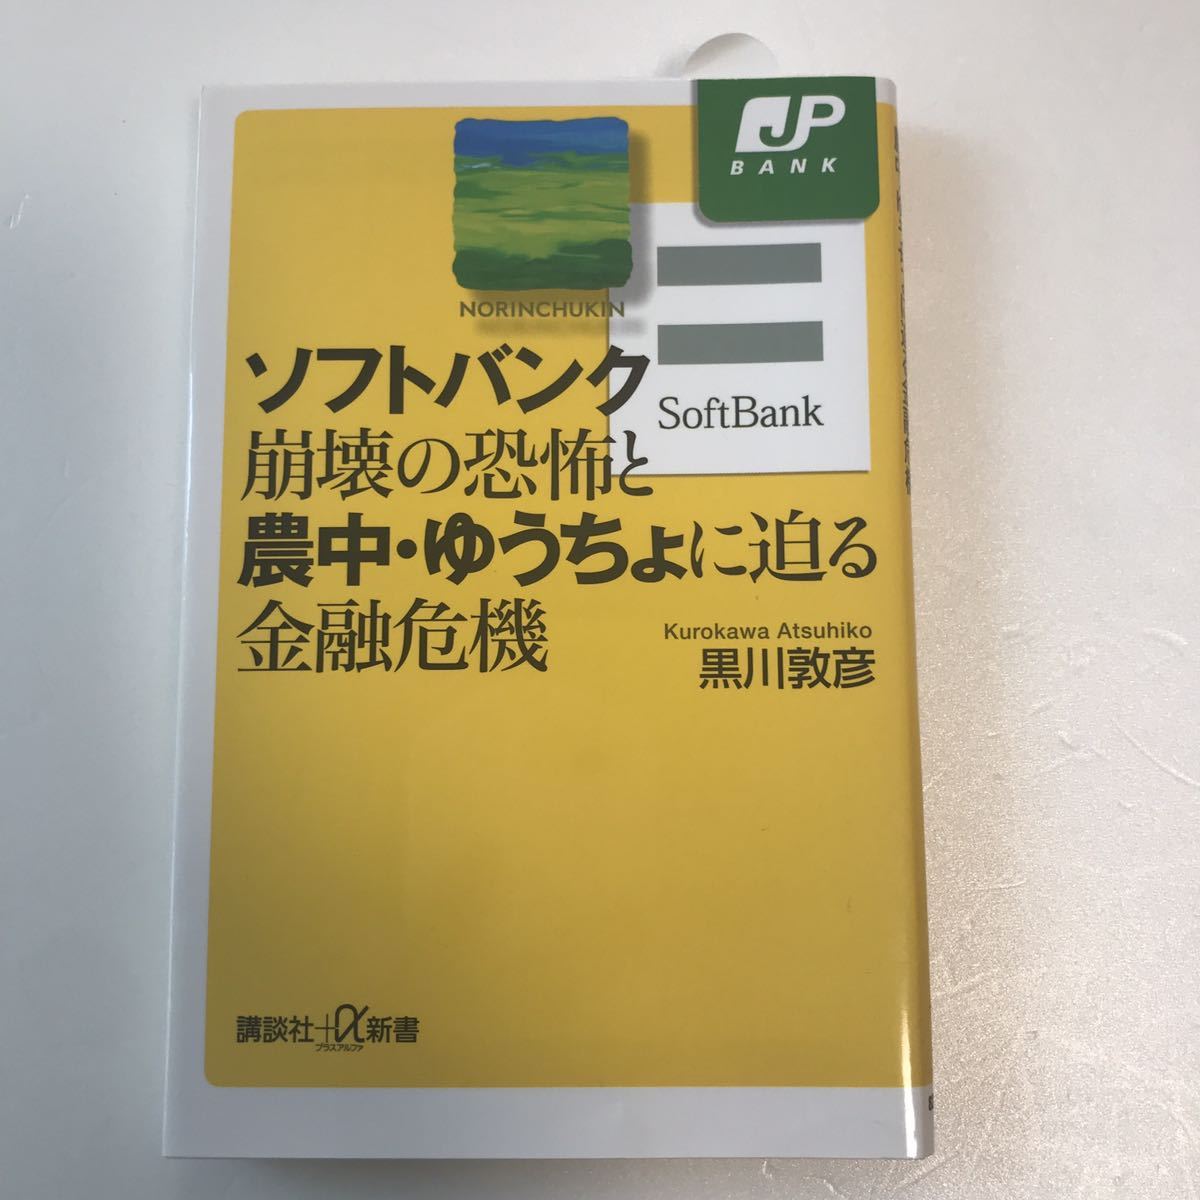 JP
BANK
NORINCHUKIN
SoftBank
ソフトバンク
崩壊の恐怖と
農中・ゆうちょに迫る
金融危機
Kurokawa Atsuhiko
黒川敦彦
講談社+α新書
プラスアルファ